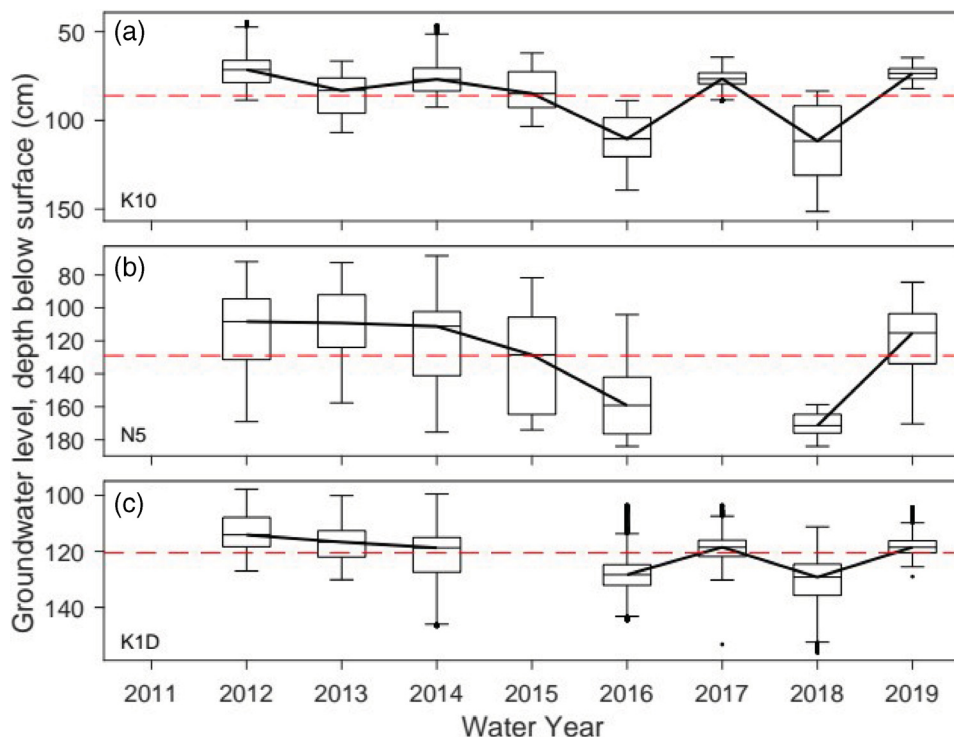 Groundwater level, depth below surface (cm)
(a)
50
100
150
K10
(b)
80
100
120
140
160
180
N5
(c)
100
120
140
K1D
2011 2012 2013 2014 2015 2016 2017 2018 2019
Water Year